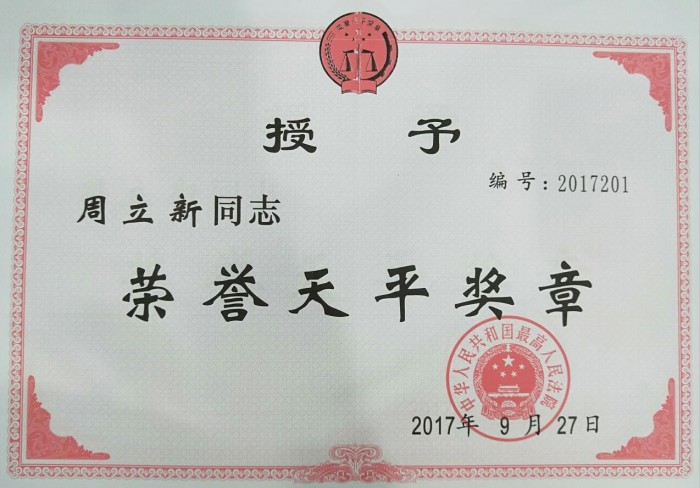 授予
编号：2017201
周立新同志
荣誉天平奖章
中华人民共和国最高人民法院
2017年 9 月 27日